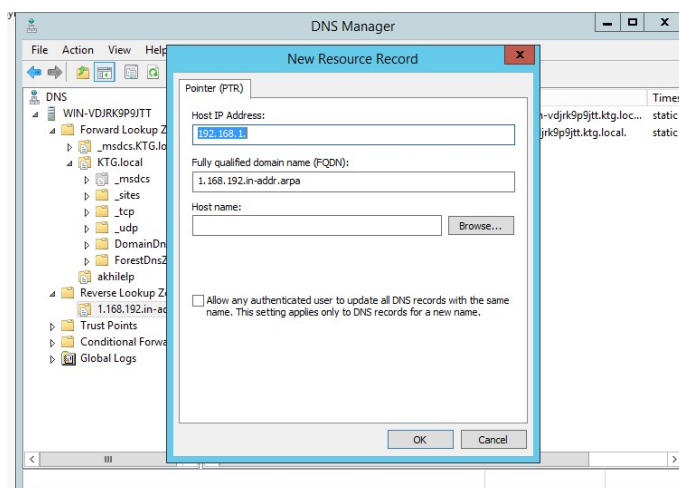 DNS Manager
File Action View Help
New Resource Record
Pointer (PTR)
Host IP Address:
192.168.1.
Fully qualified domain name (FQDN):
1.168.192.in-addr.arpa
Host name:
Browse...
Allow any authenticated user to update all DNS records with the same
name. This setting applies only to DNS records for a new name.
OK Cancel
DNS
WIN-VDJRK9P9JTT
Forward Lookup Z
_msdcs.KTG.lo
KTG.local
_msdcs
_sites
_tcp
_udp
DomainDn
ForestDnsZ
akhilelp
Reverse Lookup Z
1.168.192.in-ad
Trust Points
Conditional Forwa
Global Logs
Times
n-vdjrk9p9jtt.ktg.loc... static
jrk9p9jtt.ktg.local. static